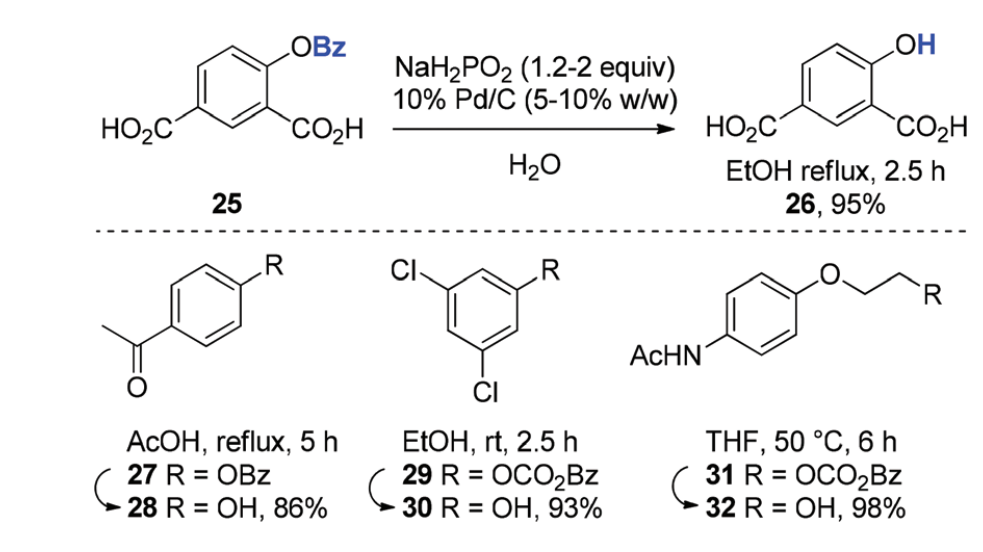 OBz
HO₂C
CO₂H
25
NaH₂PO₂ (1.2-2 equiv)
10% Pd/C (5-10% w/w)
H₂O
OH
HO₂C
CO₂H
EtOH reflux, 2.5 h
26, 95%
R
O
AcOH, reflux, 5 h
27 R = OBz
28 R = OH, 86%
Cl
R
Cl
EtOH, rt, 2.5 h
29 R = OCO₂Bz
30 R = OH, 93%
O
R
AcHN
THF, 50 °C, 6 h
31 R = OCO₂Bz
32 R = OH, 98%